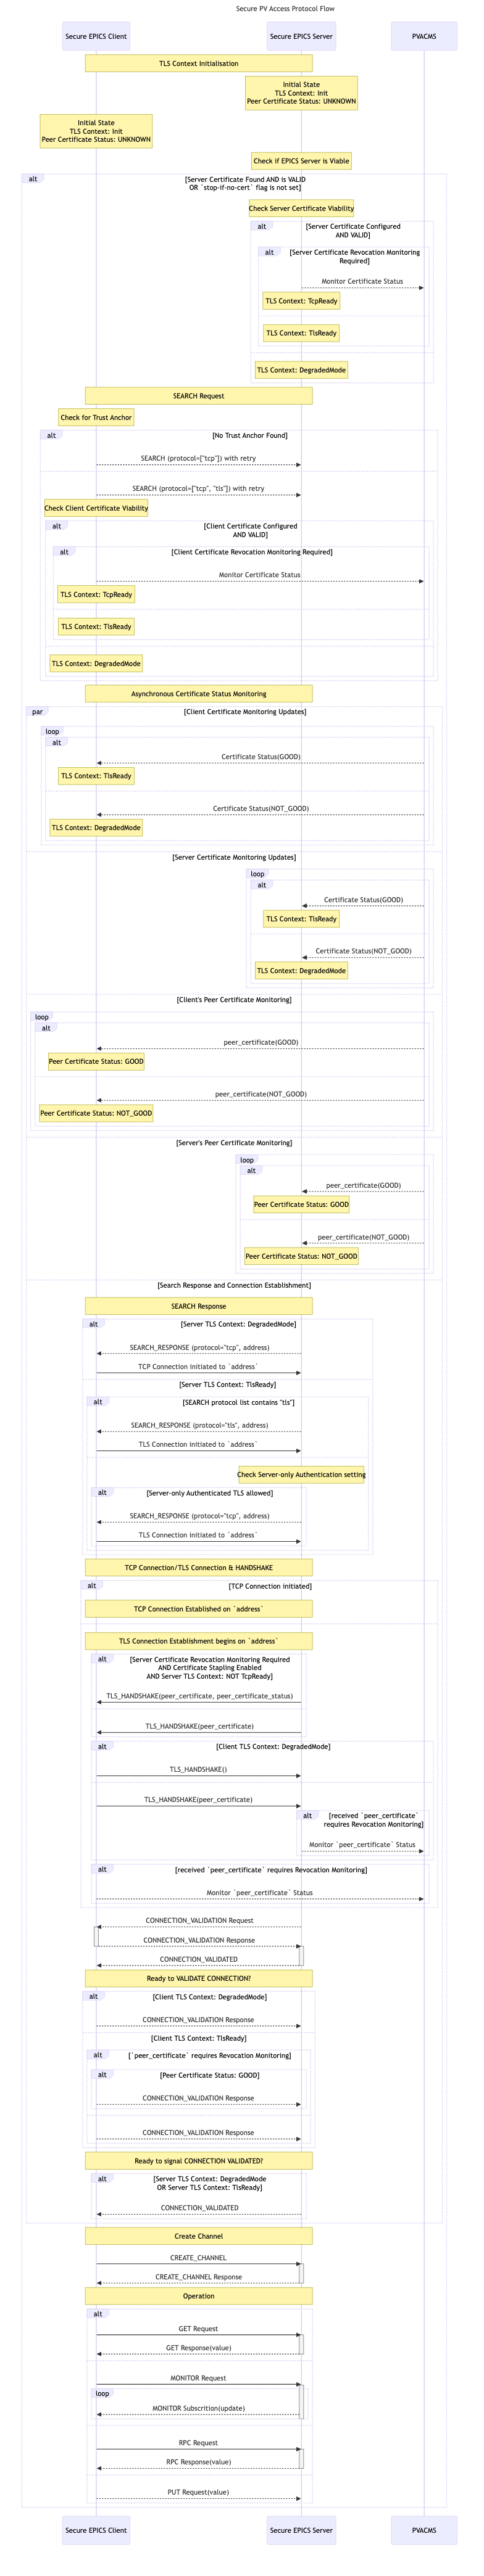 Secure PV Access Protocol Flow
Secure EPICS Client
Secure EPICS Server
PVACMS
TLS Context Initialisation
Initial State
TLS Context: Init
Peer Certificate Status: UNKNOWN
Initial State
TLS Context: Init
Peer Certificate Status: UNKNOWN
Check if EPICS Server is Viable
alt
[Server Certificate Found AND is VALID
OR `stop-if-no-cert` flag is not set]
Check Server Certificate Viability
alt
[Server Certificate Configured
AND VALID]
alt
[Server Certificate Revocation Monitoring
Required]
Monitor Certificate Status
TLS Context: TcpReady
TLS Context: TlsReady
TLS Context: DegradedMode
SEARCH Request
Check for Trust Anchor
alt
[No Trust Anchor Found]
SEARCH (protocol=["tcp"]) with retry
SEARCH (protocol=["tcp", "tls"]) with retry
Check Client Certificate Viability
alt
[Client Certificate Configured
AND VALID]
alt
[Client Certificate Revocation Monitoring Required]
Monitor Certificate Status
TLS Context: TcpReady
TLS Context: TlsReady
TLS Context: DegradedMode
Asynchronous Certificate Status Monitoring
par
[Client Certificate Monitoring Updates]
loop
alt
Certificate Status(GOOD)
TLS Context: TlsReady
Certificate Status(NOT_GOOD)
TLS Context: DegradedMode
[Server Certificate Monitoring Updates]
loop
alt
Certificate Status(GOOD)
TLS Context: TlsReady
Certificate Status(NOT_GOOD)
TLS Context: DegradedMode
[Client's Peer Certificate Monitoring]
loop
alt
peer_certificate(GOOD)
Peer Certificate Status: GOOD
peer_certificate(NOT_GOOD)
Peer Certificate Status: NOT_GOOD
[Server's Peer Certificate Monitoring]
loop
alt
peer_certificate(GOOD)
Peer Certificate Status: GOOD
peer_certificate(NOT_GOOD)
Peer Certificate Status: NOT_GOOD
[Search Response and Connection Establishment]
SEARCH Response
alt
[Server TLS Context: DegradedMode]
SEARCH_RESPONSE (protocol="tcp", address)
TCP Connection initiated to `address`
[Server TLS Context: TlsReady]
alt
[SEARCH protocol list contains "tls"]
SEARCH_RESPONSE (protocol="tls", address)
TLS Connection initiated to `address`
Check Server-only Authentication setting
alt
[Server-only Authenticated TLS allowed]
SEARCH_RESPONSE (protocol="tcp", address)
TLS Connection initiated to `address`
TCP Connection/TLS Connection & HANDSHAKE
alt
[TCP Connection initiated]
TCP Connection Established on `address`
TLS Connection Establishment begins on `address`
alt
[Server Certificate Revocation Monitoring Required
AND Certificate Stapling Enabled
AND Server TLS Context: NOT TcpReady]
TLS_HANDSHAKE(peer_certificate, peer_certificate_status)
TLS_HANDSHAKE(peer_certificate)
alt
[Client TLS Context: DegradedMode]
TLS_HANDSHAKE()
TLS_HANDSHAKE(peer_certificate)
alt
[received `peer_certificate`
requires Revocation Monitoring]
Monitor `peer_certificate` Status
alt
[received `peer_certificate` requires Revocation Monitoring]
Monitor `peer_certificate` Status
CONNECTION_VALIDATION Request
CONNECTION_VALIDATION Response
CONNECTION_VALIDATED
Ready to VALIDATE CONNECTION?
alt
[Client TLS Context: DegradedMode]
CONNECTION_VALIDATION Response
[Client TLS Context: TlsReady]
alt
[`peer_certificate` requires Revocation Monitoring]
alt
[Peer Certificate Status: GOOD]
CONNECTION_VALIDATION Response
CONNECTION_VALIDATION Response
Ready to signal CONNECTION VALIDATED?
alt
[Server TLS Context: DegradedMode
OR Server TLS Context: TlsReady]
CONNECTION_VALIDATED
Create Channel
CREATE_CHANNEL
CREATE_CHANNEL Response
Operation
alt
GET Request
GET Response(value)
MONITOR Request
loop
MONITOR Subscrition(update)
RPC Request
RPC Response(value)
PUT Request(value)
Secure EPICS Client
Secure EPICS Server
PVACMS